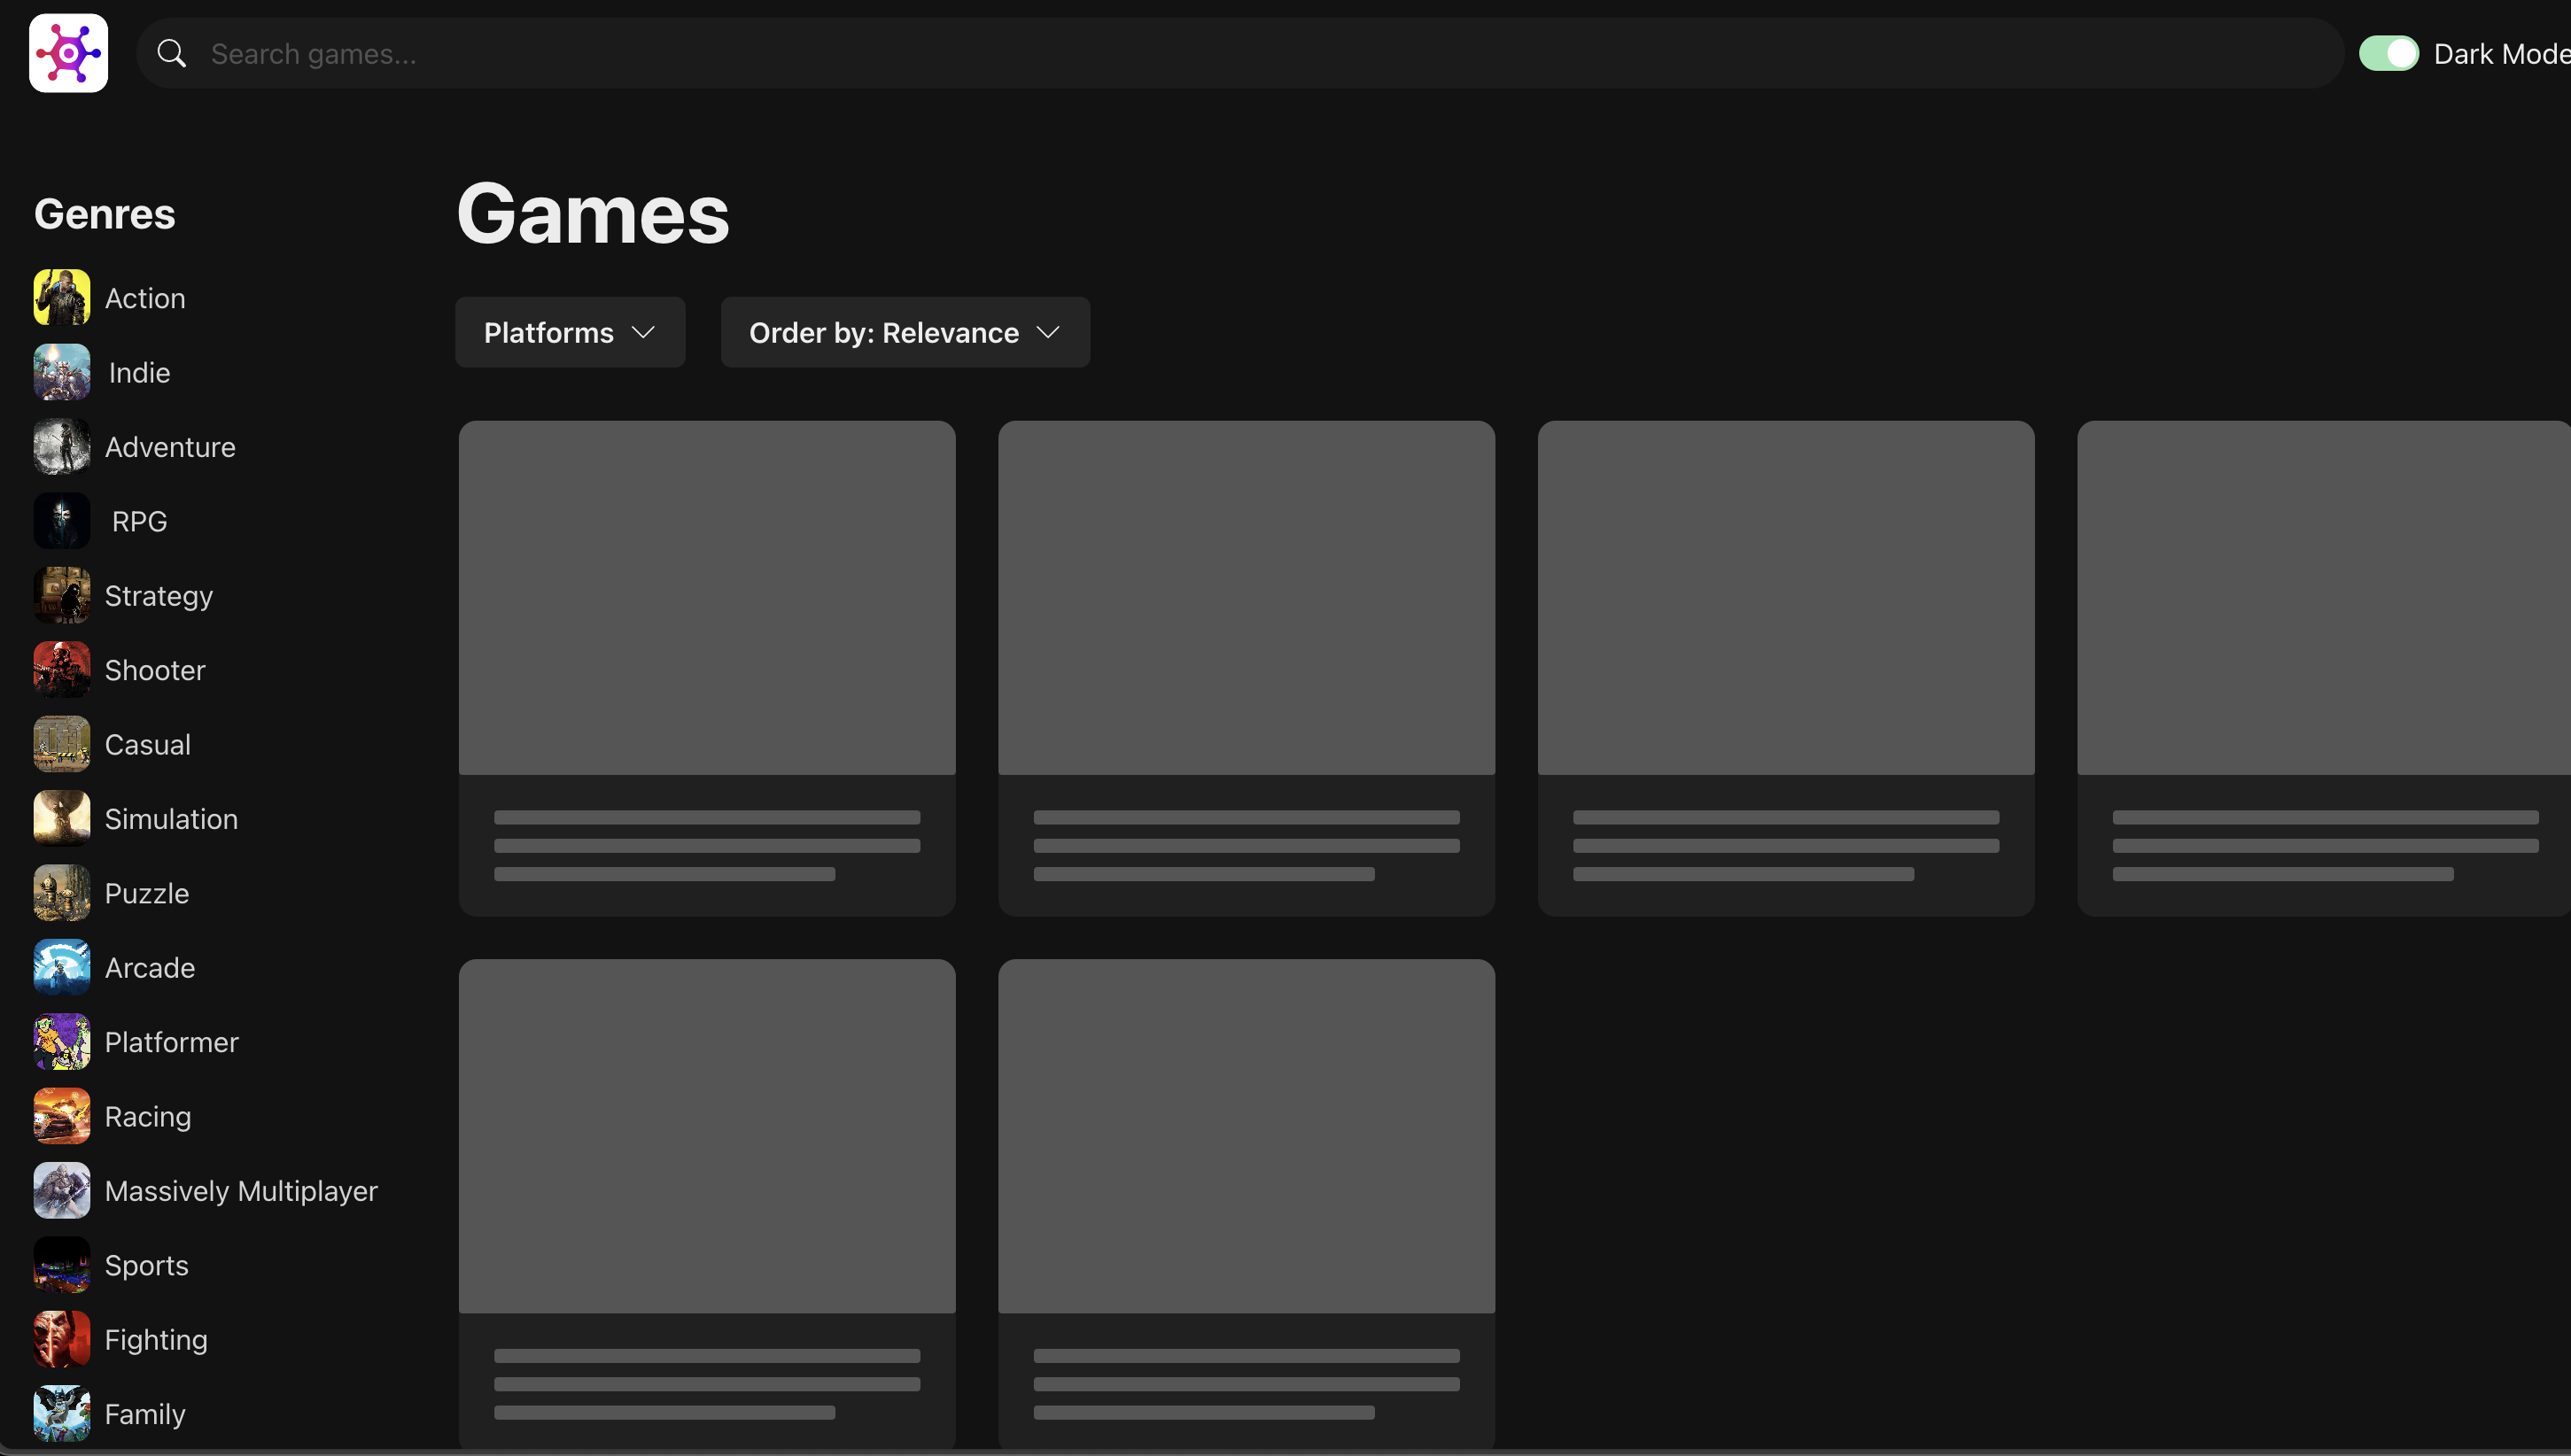 Search games...
Dark Mode
Genres
Action
Indie
Adventure
RPG
Strategy
Shooter
Casual
Simulation
Puzzle
Arcade
Platformer
Racing
Massively Multiplayer
Sports
Fighting
Family
Games
Platforms
Order by: Relevance